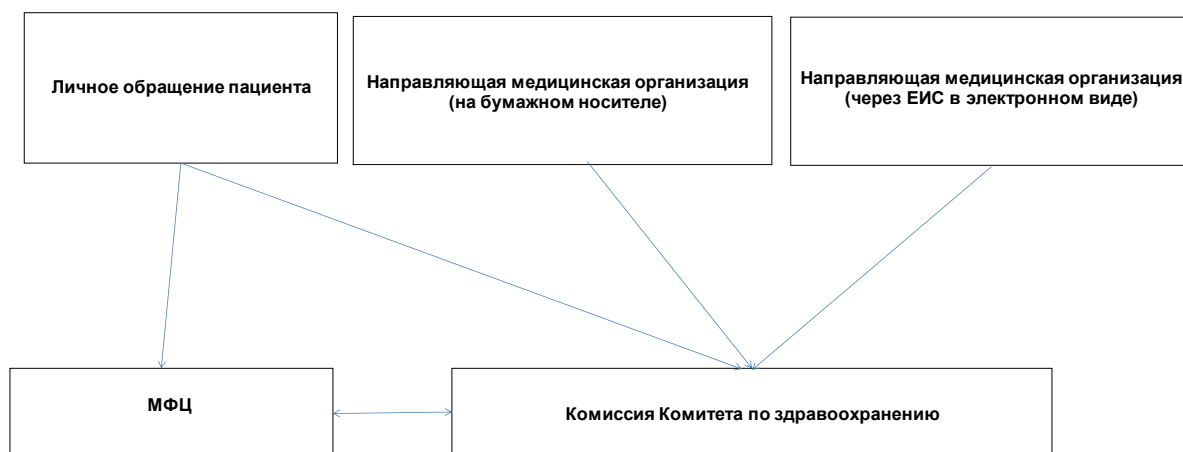 Личное обращение пациента
Направляющая медицинская организация
(на бумажном носителе)
Направляющая медицинская организация
(через ЕИС в электронном виде)
МФЦ
Комиссия Комитета по здравоохранению